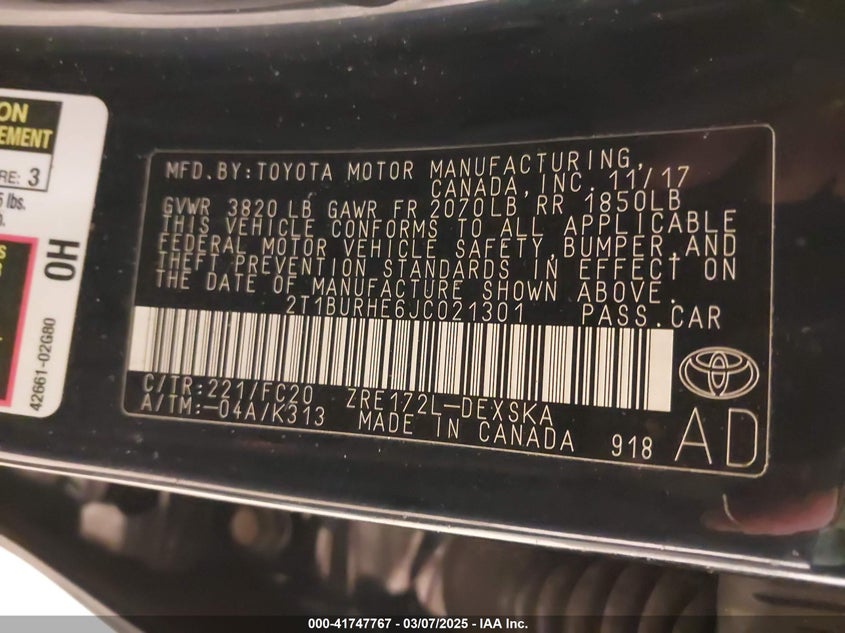 ON
EMENT
RE: 3
lbs.
OH
42661-02G80
MFD.BY:TOYOTA MOTOR MANUFACTURING,
CANADA,INC. 11/17
GVWR 3820 LB GAWR FR 2070LB RR 1850LB
THIS VEHICLE CONFORMS TO ALL APPLICABLE
FEDERAL MOTOR VEHICLE SAFETY,BUMPER,AND
THEFT PREVENTION STANDARDS IN EFFECT ON
THE DATE OF MANUFACTURE SHOWN ABOVE.
2T1BURHE6JC021301 PASS.CAR
C/TR:221/FC20 ZRE172L-DEXSKA
A/TM:-04A/K313 MADE IN CANADA 918 AD
000-41747767 - 03/07/2025 - IAA Inc.